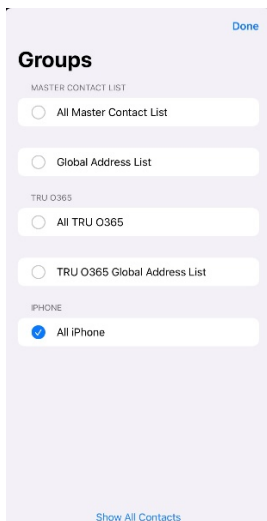 Done
Groups
MASTER CONTACT LIST
All Master Contact List
Global Address List
TRU O365
All TRU O365
TRU O365 Global Address List
IPHONE
All iPhone
Show All Contacts